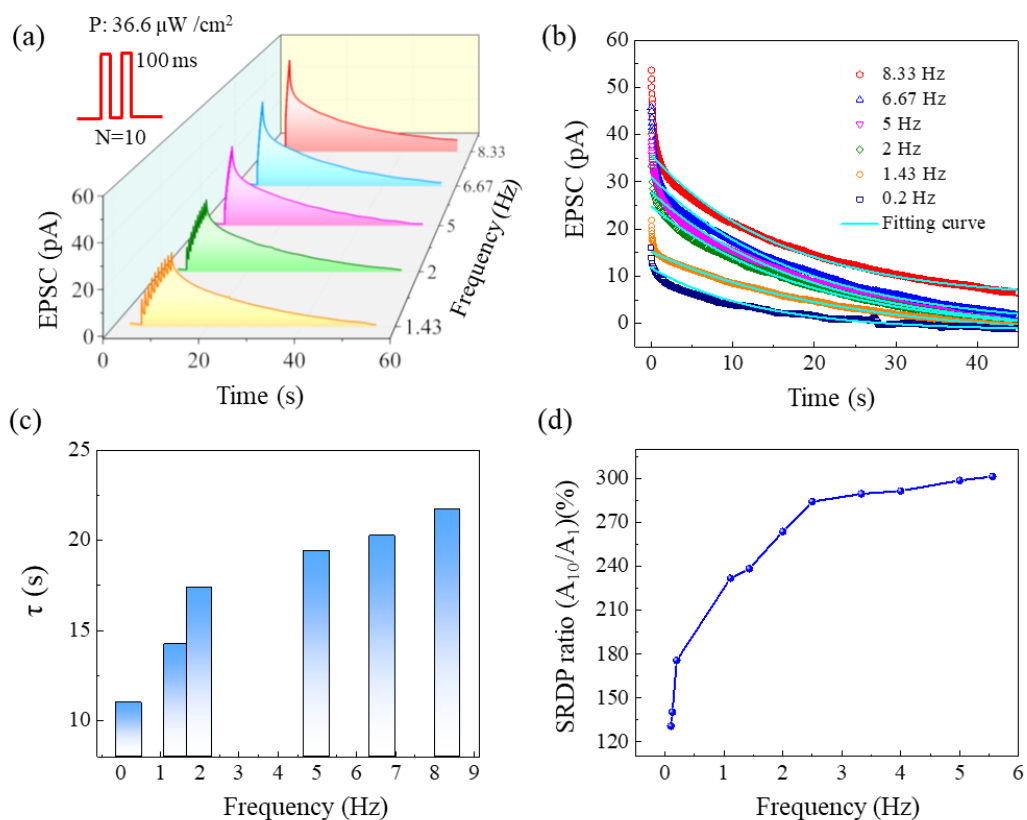 (a)
P: 36.6 μW /cm²
100 ms
N=10
60
40
20
0
EPSC (pA)
0
20
40
60
Time (s)
1.43
2
5
6.67
8.33
Frequency (Hz)
(b)
60
50
40
30
20
10
0
EPSC (pA)
8.33 Hz
6.67 Hz
5 Hz
2 Hz
1.43 Hz
0.2 Hz
Fitting curve
0
10
20
30
40
Time (s)
(c)
25
20
15
10
τ (s)
0 1 2 3 4 5 6 7 8 9
Frequency (Hz)
(d)
300
270
240
210
180
150
120
SRDP ratio (A₁₀/A₁)(%)
0 1 2 3 4 5 6
Frequency (Hz)